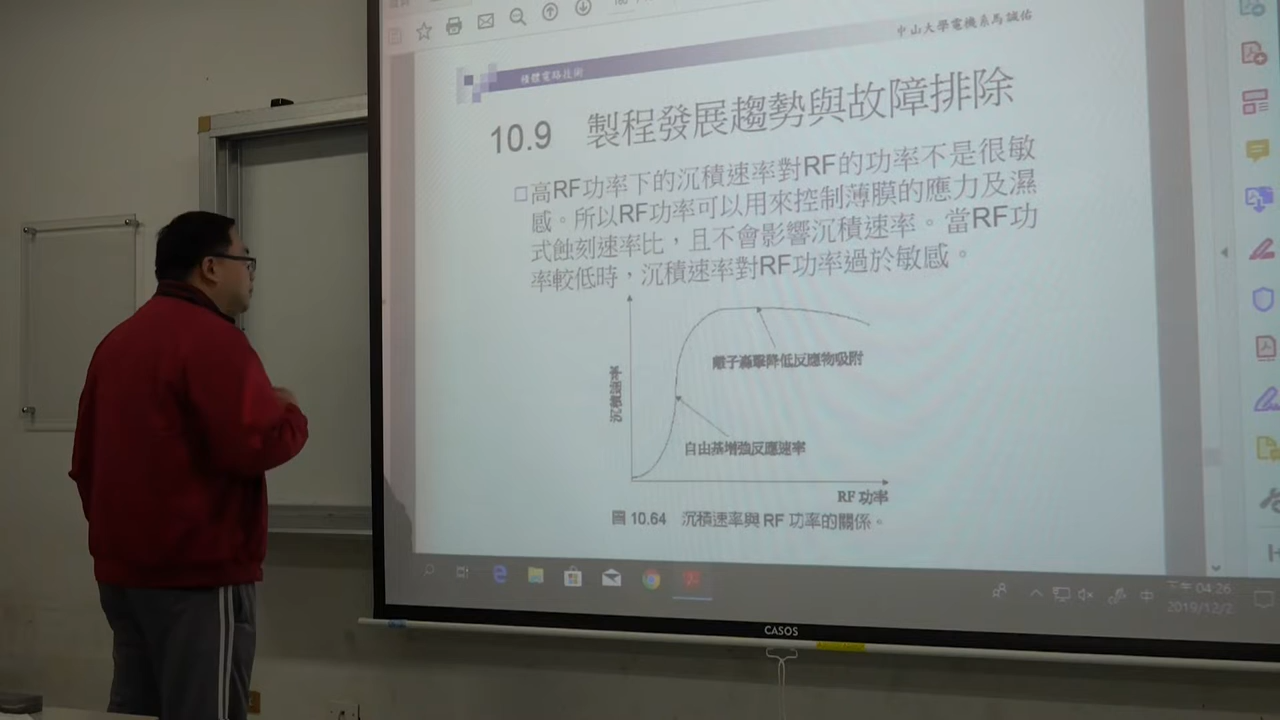 中山大學電機系馬誠佑
積體電路技術
10.9 製程發展趨勢與故障排除
□高RF功率下的沉積速率對RF的功率不是很敏
感。所以RF功率可以用來控制薄膜的應力及濕
式蝕刻速率比，且不會影響沉積速率。當RF功
率較低時，沉積速率對RF功率過於敏感。
離子轟擊降低反應物吸附
沉積速率
自由基增強反應速率
RF 功率
圖 10.64 沉積速率與 RF 功率的關係。
中
下午 04:26
2019/12/2
CASOS